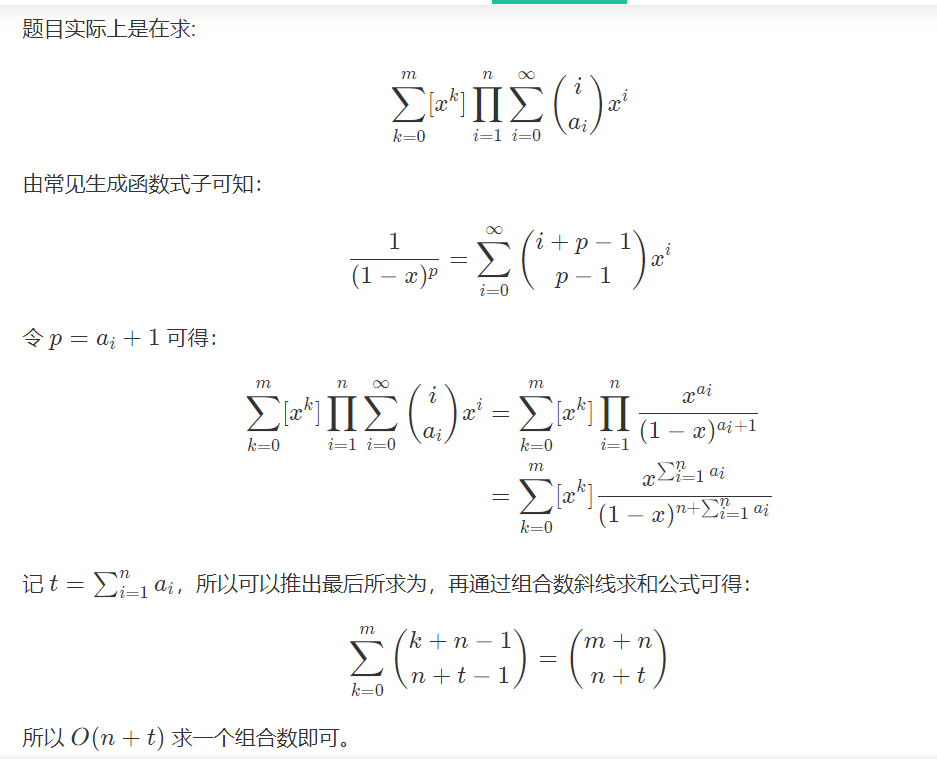 题目实际上是在求:
$$\sum_{k=0}^{m}[x^k]\prod_{i=1}^{n}\sum_{i=0}^{\infty}\binom{i}{a_i}x^i$$
由常见生成函数式子可知：
$$\frac{1}{(1-x)^p}=\sum_{i=0}^{\infty}\binom{i+p-1}{p-1}x^i$$
令 $p=a_i+1$ 可得：
$$\sum_{k=0}^{m}[x^k]\prod_{i=1}^{n}\sum_{i=0}^{\infty}\binom{i}{a_i}x^i=\sum_{k=0}^{m}[x^k]\prod_{i=1}^{n}\frac{x^{a_i}}{(1-x)^{a_i+1}}$$
$$=\sum_{k=0}^{m}[x^k]\frac{x^{\sum_{i=1}^{n}a_i}}{(1-x)^{n+\sum_{i=1}^{n}a_i}}$$
记 $t=\sum_{i=1}^{n}a_i$，所以可以推出最后所求为，再通过组合数斜线求和公式可得：
$$\sum_{k=0}^{m}\binom{k+n-1}{n+t-1}=\binom{m+n}{n+t}$$
所以 $O(n+t)$ 求一个组合数即可。